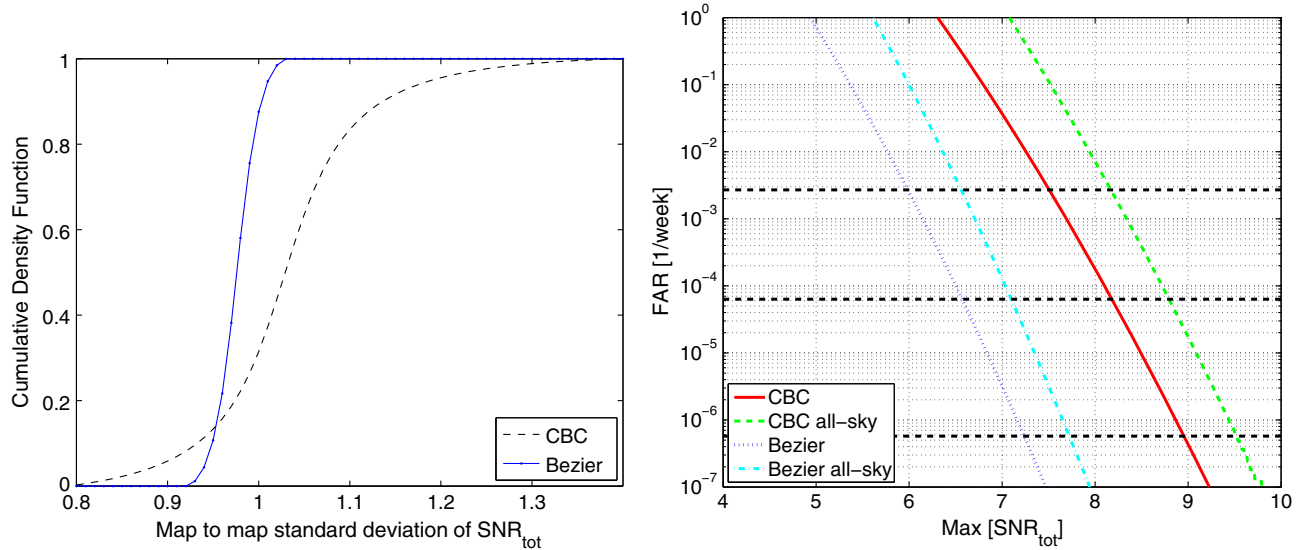 1
0.8
0.6
0.4
0.2
0
0.8
0.9
1
1.1
1.2
1.3
Cumulative Density Function
Map to map standard deviation of SNR_tot
CBC
Bezier
10^0
10^-1
10^-2
10^-3
10^-4
10^-5
10^-6
10^-7
4
5
6
7
8
9
10
FAR [1/week]
Max [SNR_tot]
CBC
CBC all-sky
Bezier
Bezier all-sky